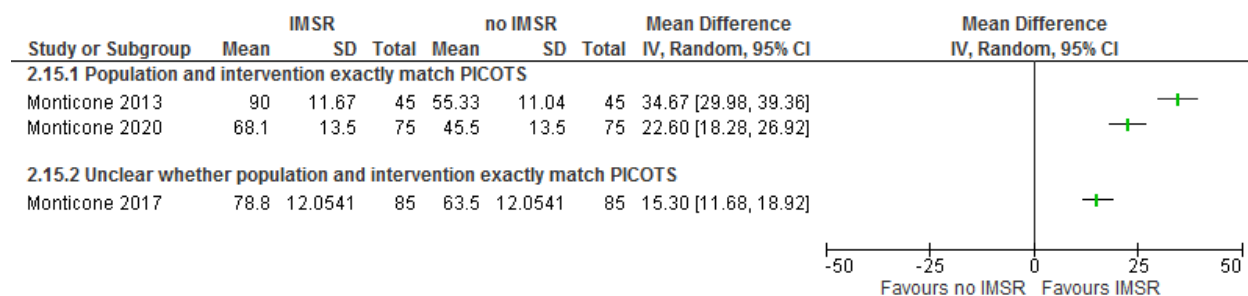 IMSR no IMSR Mean Difference Mean Difference
Study or Subgroup Mean SD Total Mean SD Total IV, Random, 95% CI IV, Random, 95% CI
2.15.1 Population and intervention exactly match PICOTS
Monticone 2013 90 11.67 45 55.33 11.04 45 34.67 [29.98, 39.36]
Monticone 2020 68.1 13.5 75 45.5 13.5 75 22.60 [18.28, 26.92]
2.15.2 Unclear whether population and intervention exactly match PICOTS
Monticone 2017 78.8 12.0541 85 63.5 12.0541 85 15.30 [11.68, 18.92]
-50 -25 0 25 50
Favours no IMSR Favours IMSR